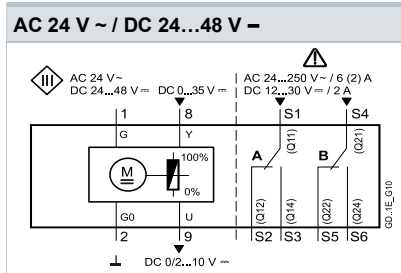 AC 24 V ~ / DC 24...48 V ⎓
III
AC 24 V ~
DC 24...48 V ⎓
DC 0...35 V ⎓
AC 24...250 V ~ / 6 (2) A
DC 12...30 V ⎓ / 2 A
1 8 S1 S4
G Y (Q11) (Q21)
A B
M
100%
0%
(Q12) (Q14) (Q22) (Q24)
G0 U
2 9 S2 S3 S5 S6
GD..1E_G10
DC 0/2...10 V ⎓